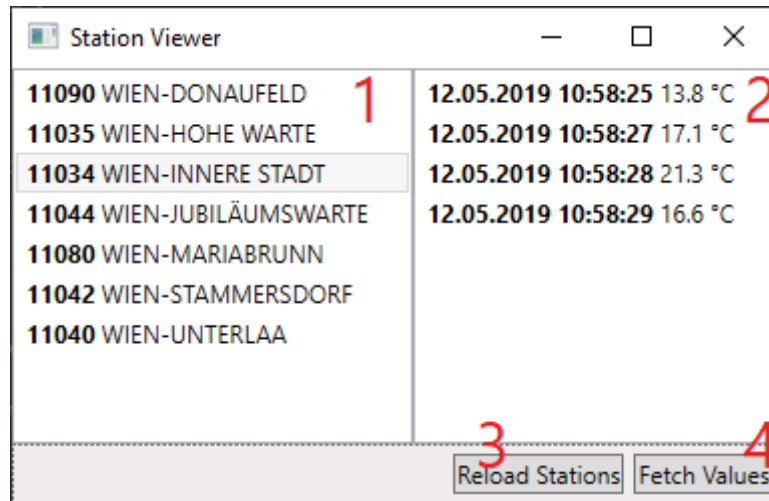 Station Viewer
11090 WIEN-DONAUFELD
11035 WIEN-HOHE WARTE
11034 WIEN-INNERE STADT
11044 WIEN-JUBILÄUMSWARTE
11080 WIEN-MARIABRUNN
11042 WIEN-STAMMERSDORF
11040 WIEN-UNTERLAA
1
12.05.2019 10:58:25 13.8 °C
12.05.2019 10:58:27 17.1 °C
12.05.2019 10:58:28 21.3 °C
12.05.2019 10:58:29 16.6 °C
2
3
Reload Stations
4
Fetch Values